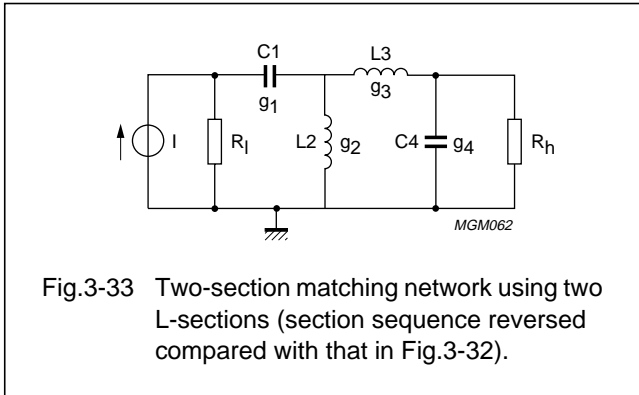 C1
L3
g1
g3
I
Rl
L2
g2
C4
g4
Rh
MGM062
Fig.3-33 Two-section matching network using two
L-sections (section sequence reversed
compared with that in Fig.3-32).